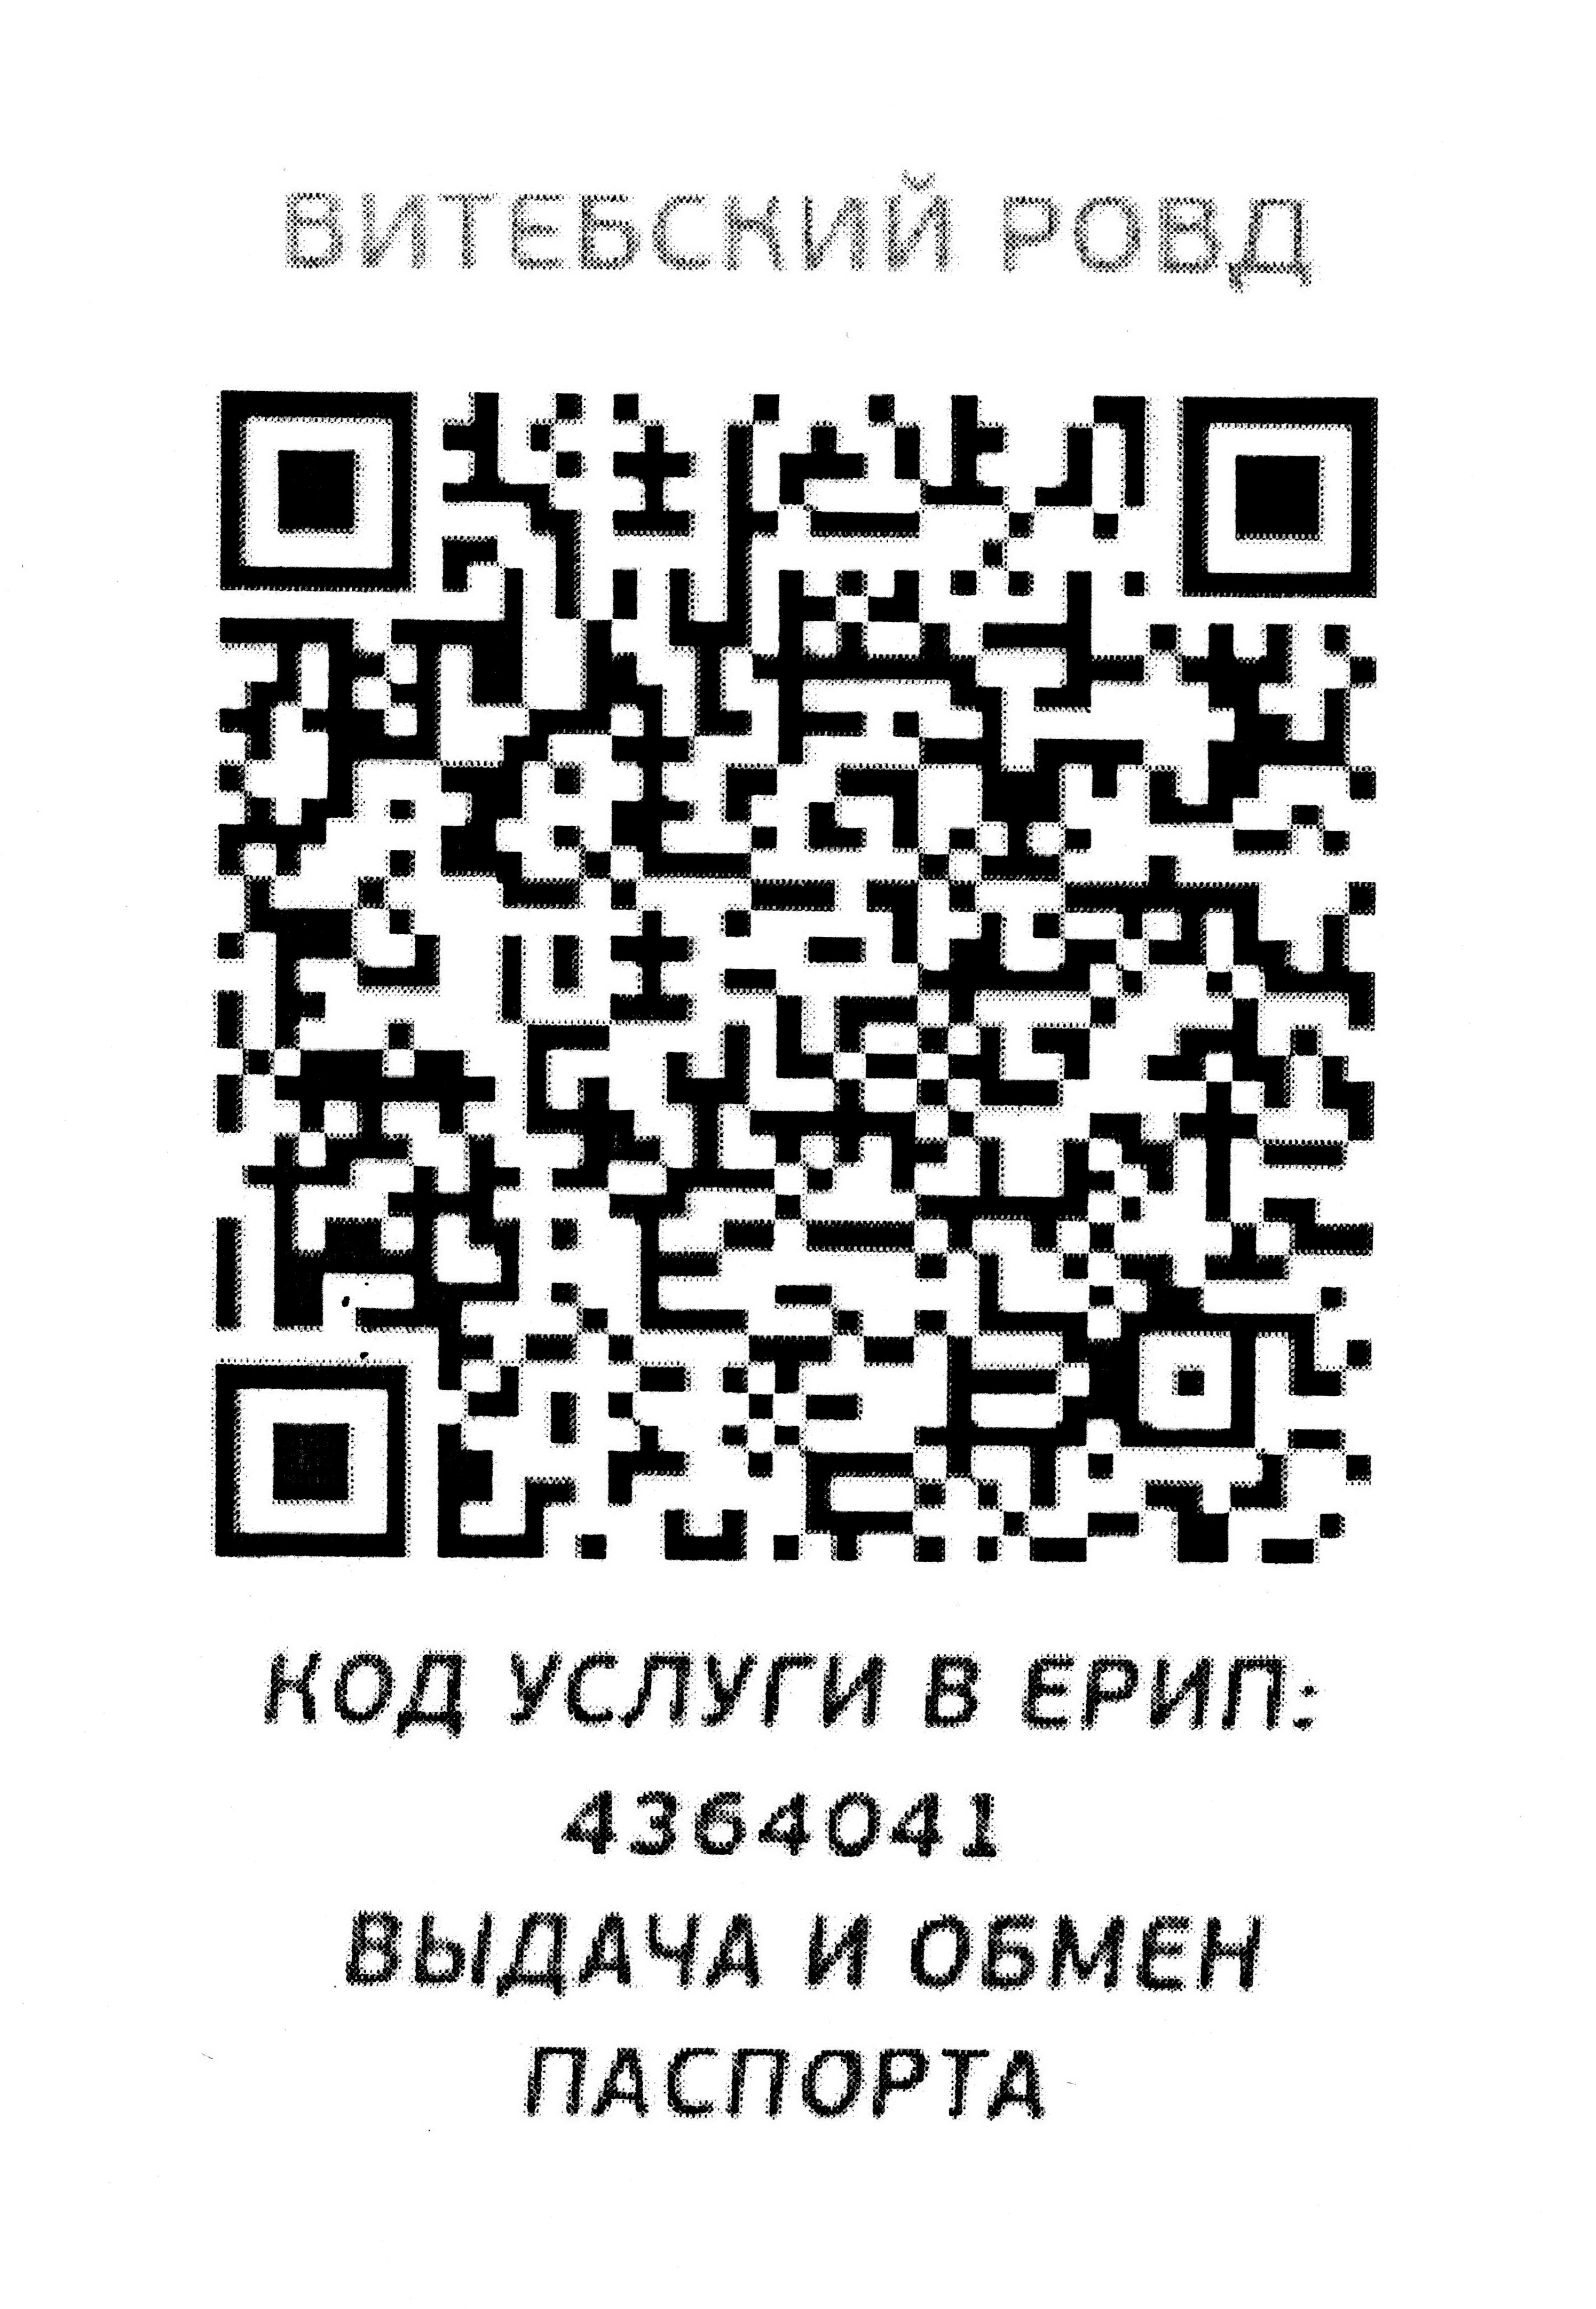 ВИТЕБСКИЙ РОВД
КОД УСЛУГИ В ЕРИП:
4364041
ВЫДАЧА И ОБМЕН
ПАСПОРТА